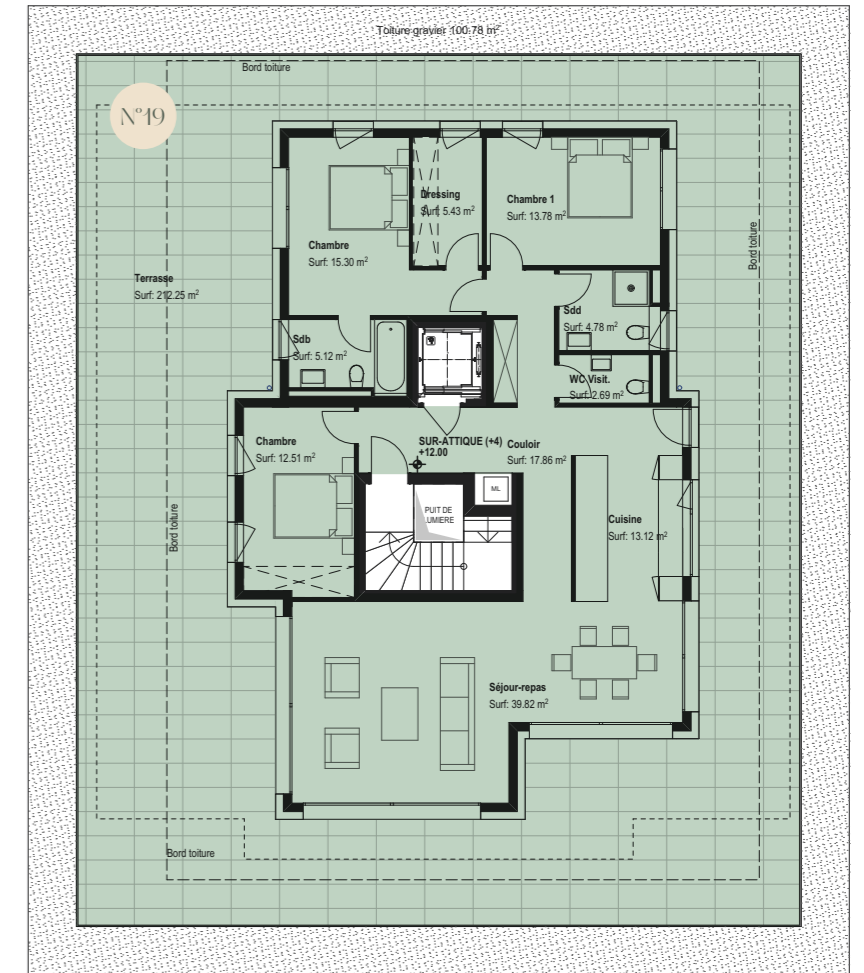 Toiture gravier 100.78 m²
Bord toiture
N°19
Dressing
Surf: 5.43 m²
Chambre 1
Surf: 13.78 m²
Chambre
Surf: 15.30 m²
Bord toiture
Terrasse
Surf: 212.25 m²
Sdd
Surf: 4.78 m²
Sdb
Surf: 5.12 m²
WC Visit.
Surf: 2.69 m²
Chambre
Surf: 12.51 m²
SUR-ATTIQUE (+4)
+12.00
Couloir
Surf: 17.86 m²
ML
PUIT DE
LUMIERE
Cuisine
Surf: 13.12 m²
Bord toiture
Séjour-repas
Surf: 39.82 m²
Bord toiture